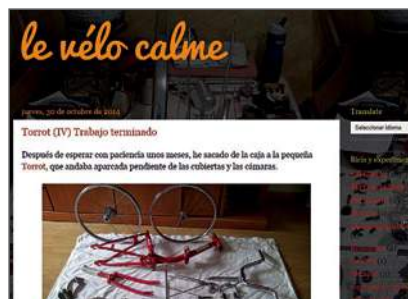 le vélo calme
jueves, 30 de octubre de 2014
Translate
Seleccionar idioma
Torrot (IV) Trabajo terminado
Después de esperar con paciencia unos meses, he sacado de la caja a la pequeña
Torrot, que andaba aparcada pendiente de las cubiertas y las cámaras.